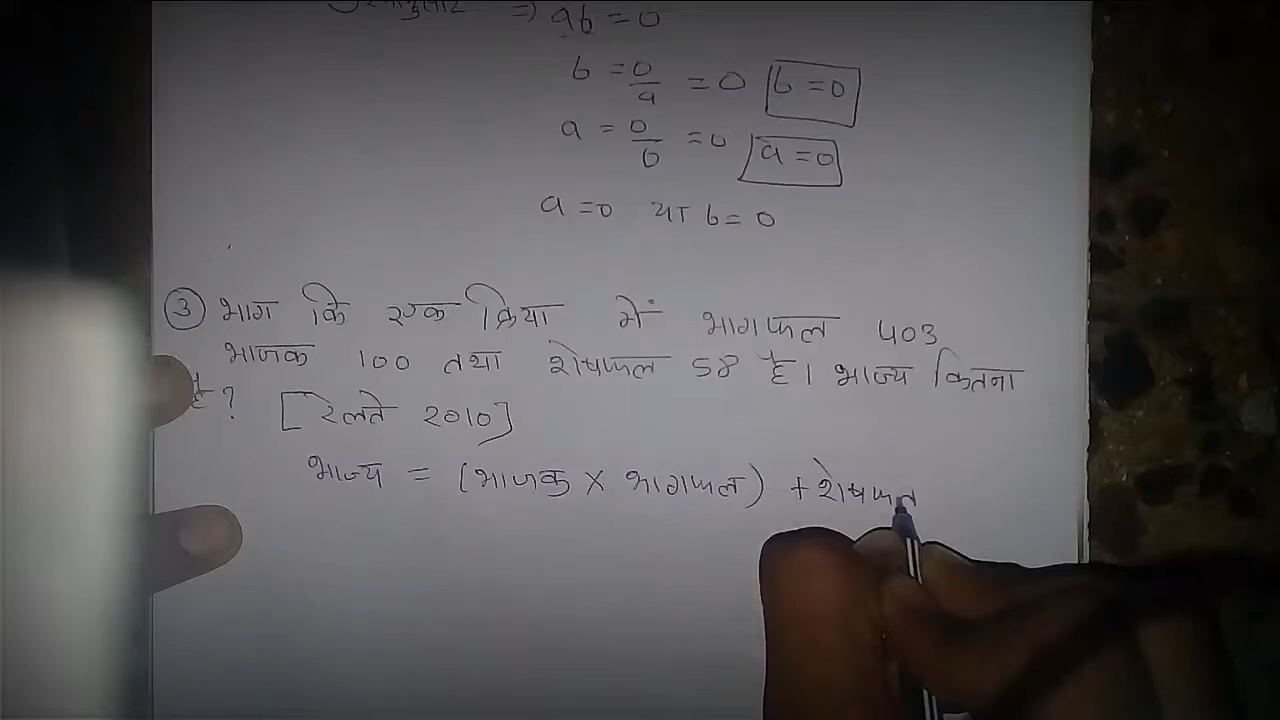 ⇒ ab = 0
b = 0/a = 0 b = 0
a = 0/b = 0 a = 0
a = 0 या b = 0
③ भाग कि एक क्रिया में भागफल 403
भाजक 100 तथा शेषफल 58 है। भाज्य कितना
है? [रेलवे 2010]
भाज्य = (भाजक × भागफल) + शेषफल